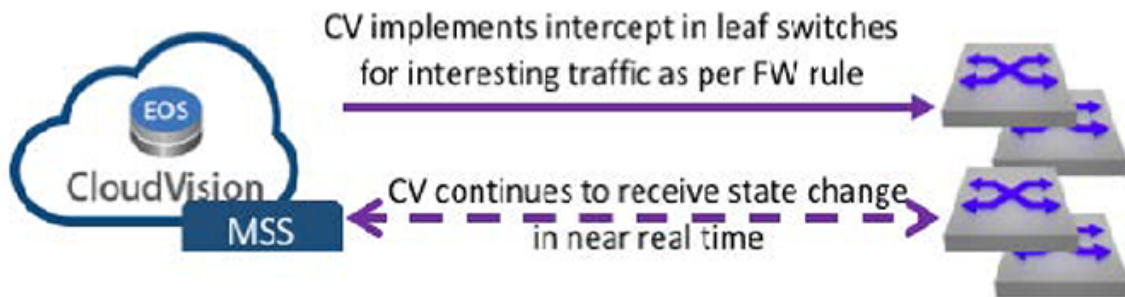 CV implements intercept in leaf switches
for interesting traffic as per FW rule
EOS
CloudVision
MSS
CV continues to receive state change
in near real time